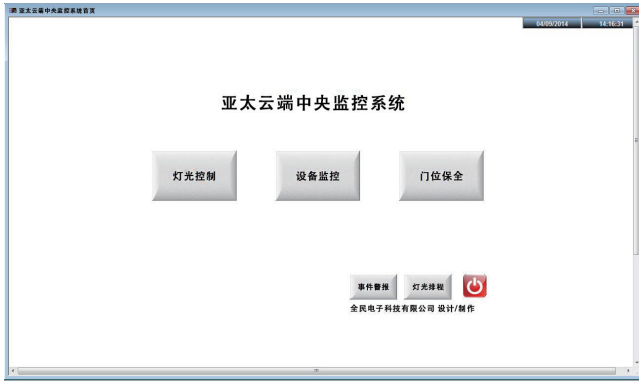 亚太云端中央监控系统首页
04/09/2014 14:16:31
亚太云端中央监控系统
灯光控制 设备监控 门位保全
事件警报 灯光排程
全民电子科技有限公司 设计/制作